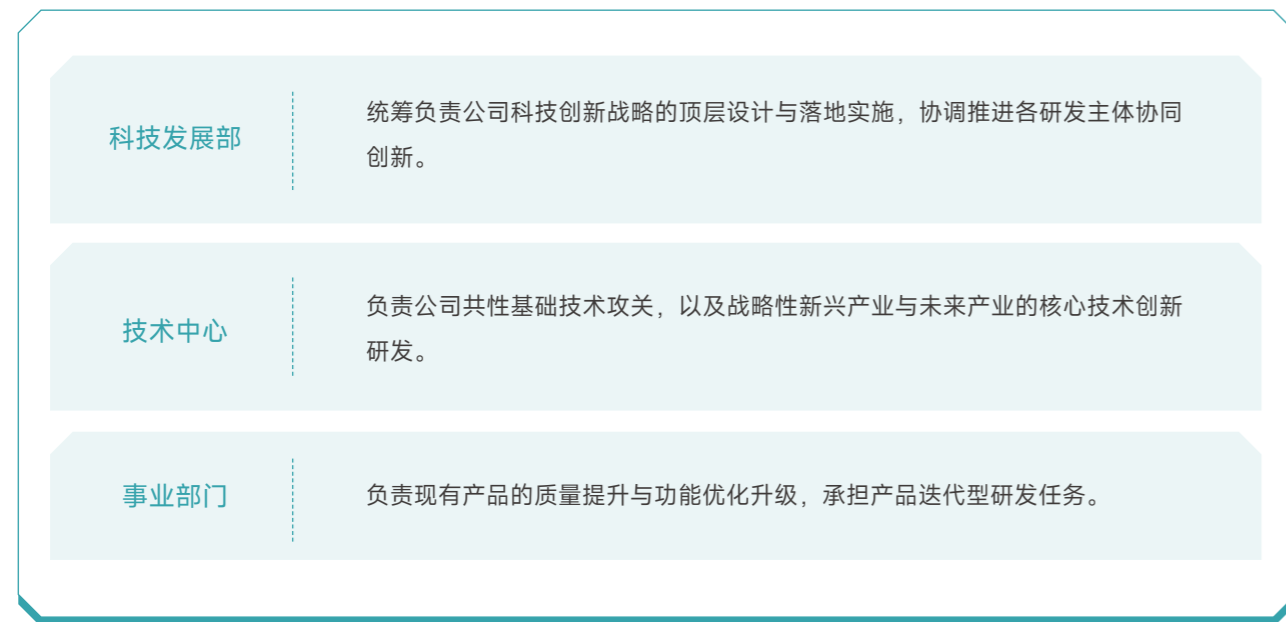 科技发展部
统筹负责公司科技创新战略的顶层设计与落地实施，协调推进各研发主体协同
创新。
技术中心
负责公司共性基础技术攻关，以及战略性新兴产业与未来产业的核心技术创新
研发。
事业部门
负责现有产品的质量提升与功能优化升级，承担产品迭代型研发任务。